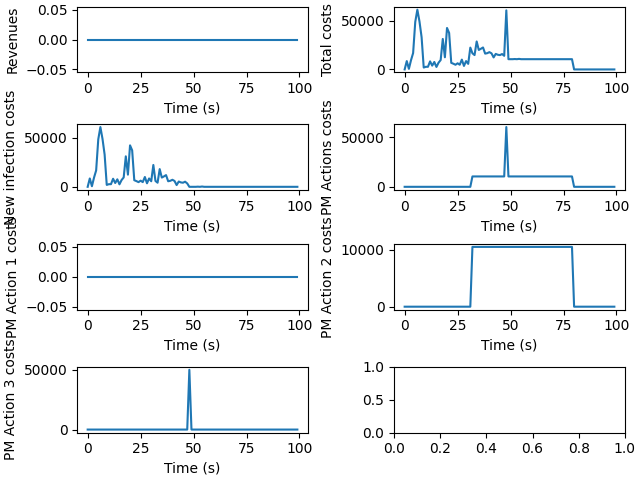 Revenues
0.05
0.00
−0.05
0 25 50 75 100
Time (s)
Total costs
50000
0
0 25 50 75 100
Time (s)
New infection costs
50000
0
0 25 50 75 100
Time (s)
PM Actions costs
50000
0
0 25 50 75 100
Time (s)
PM Action 1 costs
0.05
0.00
−0.05
0 25 50 75 100
Time (s)
PM Action 2 costs
10000
0
0 25 50 75 100
Time (s)
PM Action 3 costs
50000
0
0 25 50 75 100
Time (s)
1.0
0.5
0.0
0.0 0.2 0.4 0.6 0.8 1.0